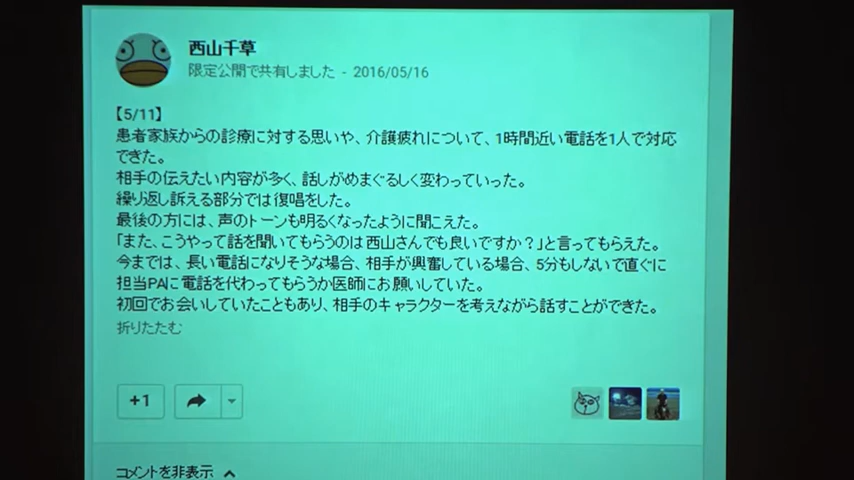 西山千草
限定公開で共有しました - 2016/05/16
【5/11】
患者家族からの診療に対する思いや、介護疲れについて、1時間近い電話を1人で対応
できた。
相手の伝えたい内容が多く、話しがめまぐるしく変わっていった。
繰り返し訴える部分では復唱をした。
最後の方には、声のトーンも明るくなったように聞こえた。
「また、こうやって話を聞いてもらうのは西山さんでも良いですか？」と言ってもらえた。
今までは、長い電話になりそうな場合、相手が興奮している場合、5分もしないで直ぐに
担当PAに電話を代わってもらうか医師にお願いしていた。
初回でお会いしていたこともあり、相手のキャラクターを考えながら話すことができた。
折りたたむ
+1
コメントを非表示